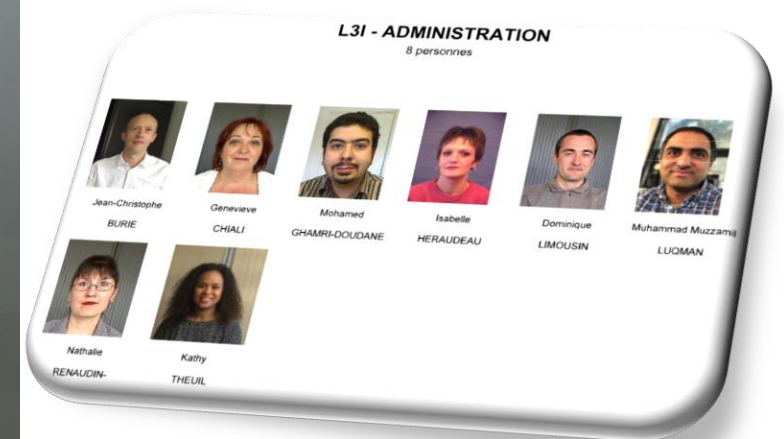 L3I - ADMINISTRATION
8 personnes
Jean-Christophe
BURIE
Genevieve
CHIALI
Mohamed
GHAMRI-DOUDANE
Isabelle
HERAUDEAU
Dominique
LIMOUSIN
Muhammad Muzzamil
LUQMAN
Nathalie
RENAUDIN-
Kathy
THEUIL